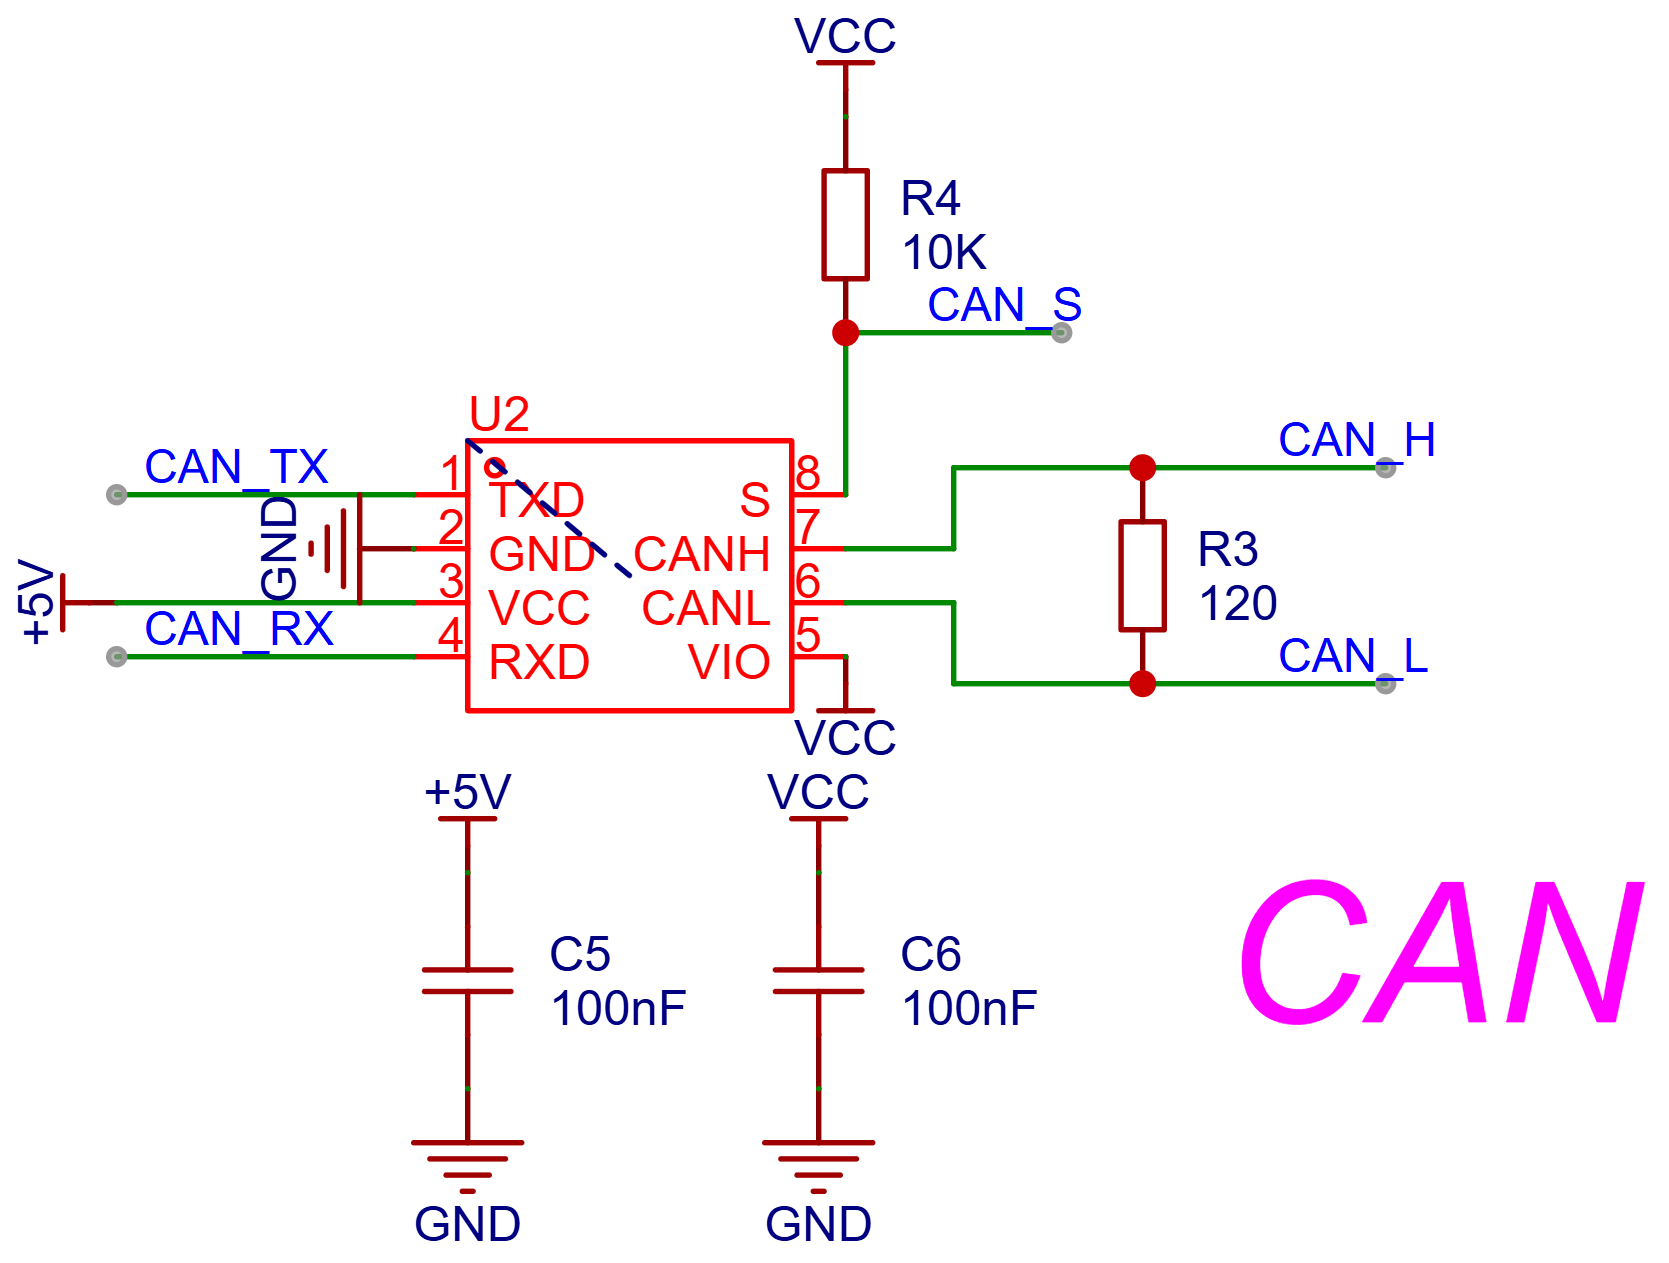 VCC
R4
10K
CAN_S
U2
CAN_TX
1
TXD
S
8
CAN_H
GND
2
GND
CANH
7
R3
120
+5V
3
VCC
CANL
6
CAN_RX
4
RXD
VIO
5
CAN_L
VCC
+5V
VCC
C5
100nF
C6
100nF
CAN
GND
GND